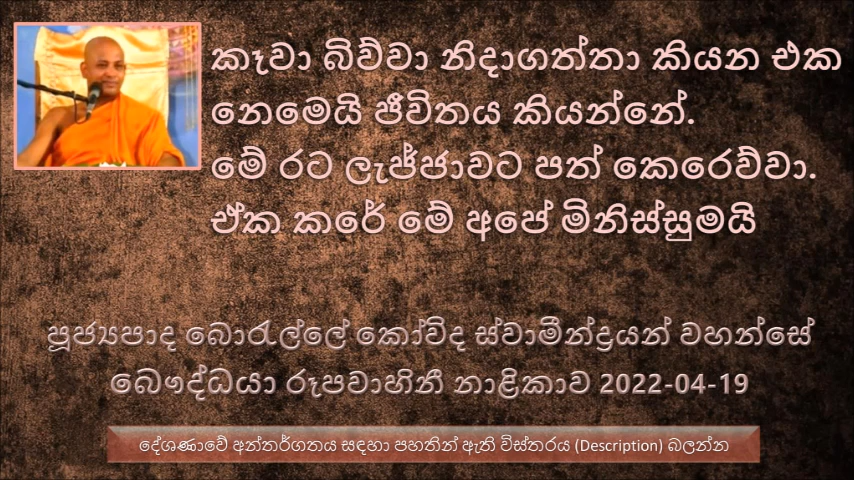 කෑවා බිව්වා නිදාගත්තා කියන එක
නෙමෙයි ජීවිතය කියන්නේ.
මේ රට ලැජ්ජාවට පත් කෙරෙව්වා.
ඒක කරේ මේ අපේ මිනිස්සුමයි
පූජ්‍යපාද බොරැල්ලේ කෝවිද ස්වාමීන්ද්‍රයන් වහන්සේ
බෞද්ධයා රූපවාහිනී නාළිකාව 2022-04-19
දේශණාවේ අන්තර්ගතය සඳහා පහතින් ඇති විස්තරය (Description) බලන්න